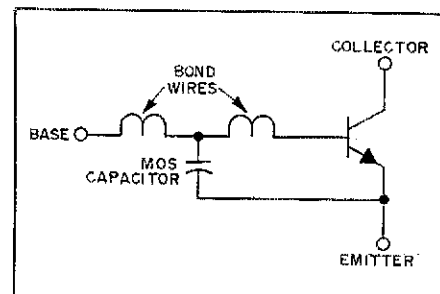 COLLECTOR
BOND
WIRES
BASE
MOS
CAPACITOR
EMITTER